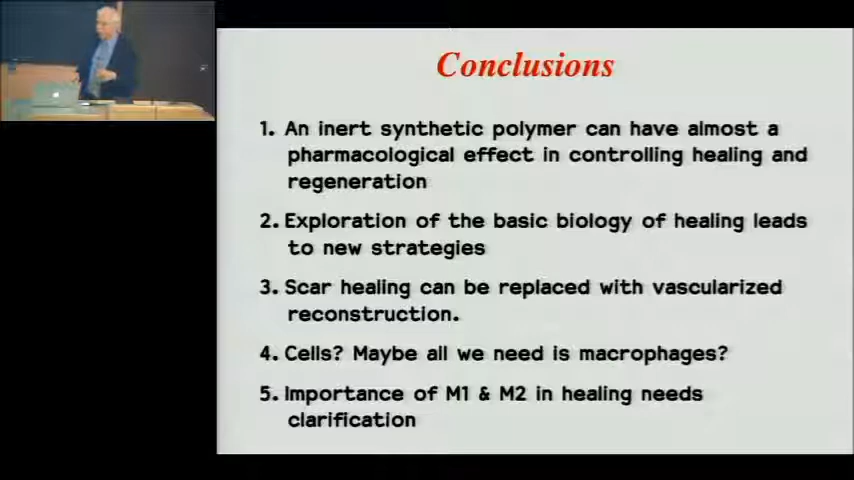 Conclusions
1. An inert synthetic polymer can have almost a
pharmacological effect in controlling healing and
regeneration
2. Exploration of the basic biology of healing leads
to new strategies
3. Scar healing can be replaced with vascularized
reconstruction.
4. Cells? Maybe all we need is macrophages?
5. Importance of M1 & M2 in healing needs
clarification